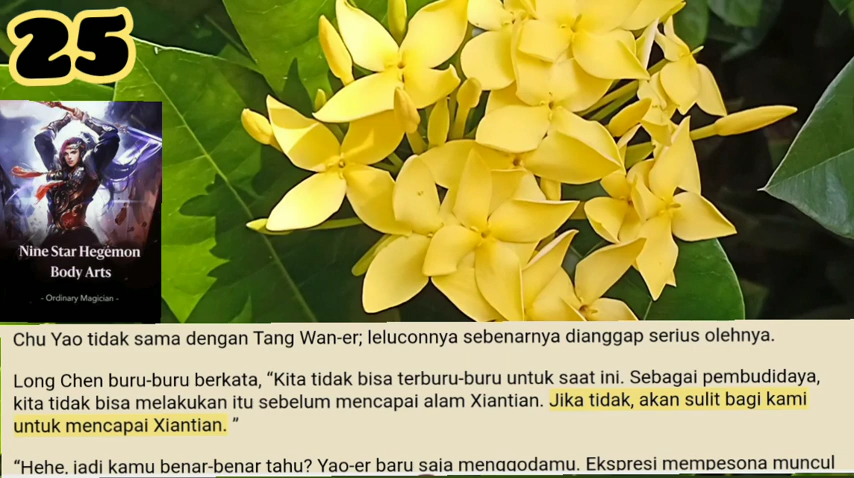 25
Nine Star Hegemon
Body Arts
- Ordinary Magician -
Chu Yao tidak sama dengan Tang Wan-er; leluconnya sebenarnya dianggap serius olehnya.
Long Chen buru-buru berkata, “Kita tidak bisa terburu-buru untuk saat ini. Sebagai pembudidaya,
kita tidak bisa melakukan itu sebelum mencapai alam Xiantian. Jika tidak, akan sulit bagi kami
untuk mencapai Xiantian. ”
“Hehe, jadi kamu benar-benar tahu? Yao-er baru saja menggodamu. Ekspresi mempesona muncul